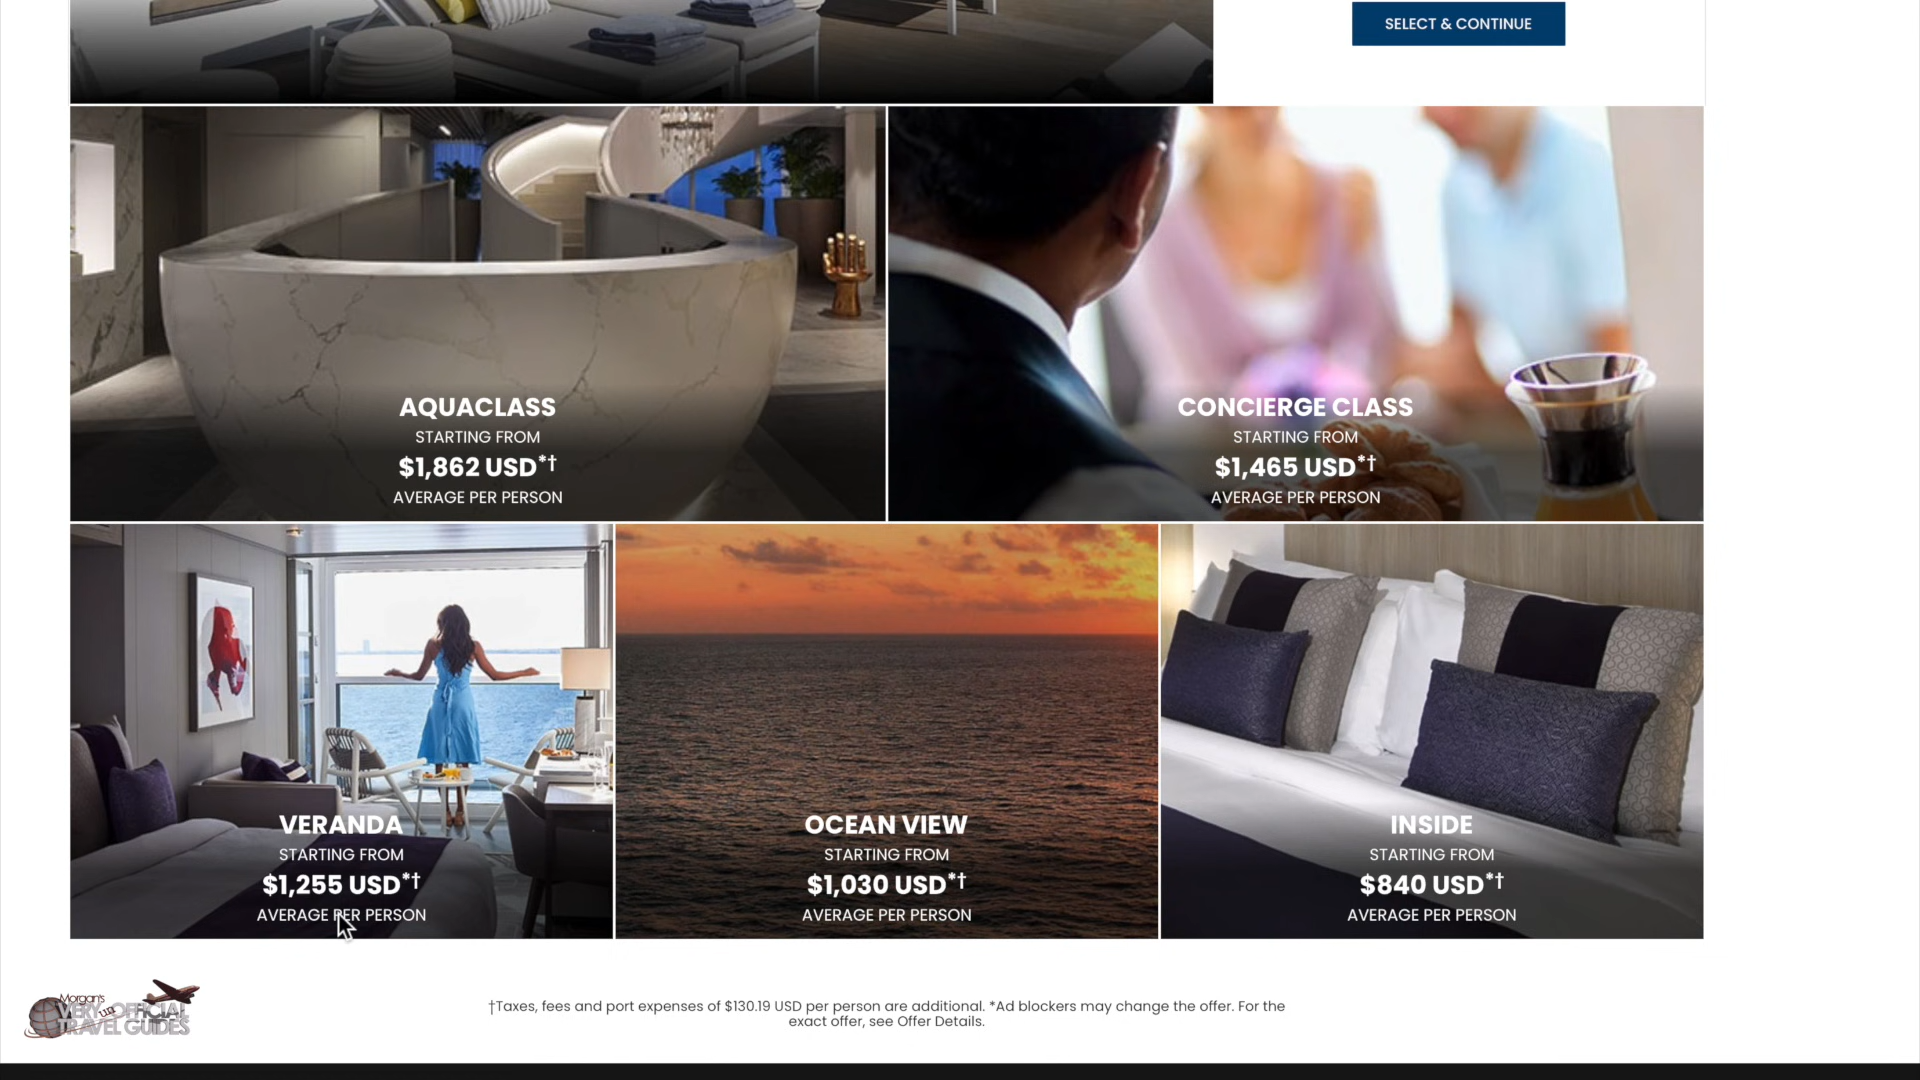 SELECT & CONTINUE
AQUACLASS
STARTING FROM
$1,862 USD*†
AVERAGE PER PERSON
CONCIERGE CLASS
STARTING FROM
$1,465 USD*†
AVERAGE PER PERSON
VERANDA
STARTING FROM
$1,255 USD*†
AVERAGE PER PERSON
OCEAN VIEW
STARTING FROM
$1,030 USD*†
AVERAGE PER PERSON
INSIDE
STARTING FROM
$840 USD*†
AVERAGE PER PERSON
Morgan's
VERY un OFFICIAL
TRAVEL GUIDES
†Taxes, fees and port expenses of $130.19 USD per person are additional. *Ad blockers may change the offer. For the
exact offer, see Offer Details.